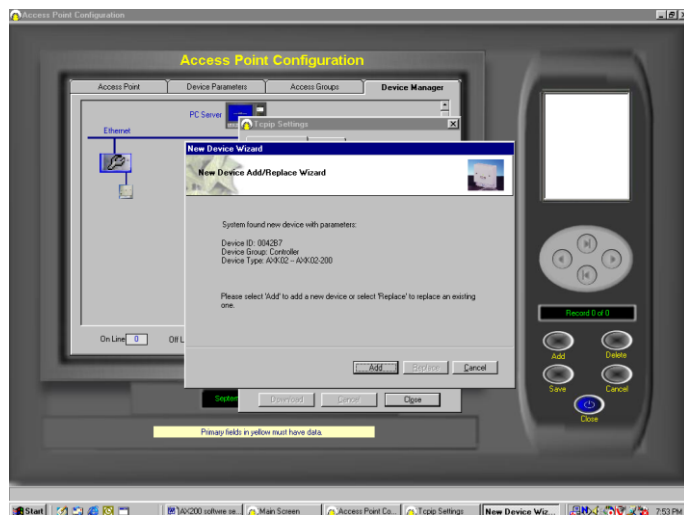 Access Point Configuration
Access Point Configuration
Access Point
Device Parameters
Access Groups
Device Manager
PC Server
Ethernet
Tcpip Settings
New Device Wizard
New Device Add/Replace Wizard
System found new device with parameters:
Device ID: 0042B7
Device Group: Controller
Device Type: AXK02 -- AXK02-200
Please select 'Add' to add a new device or select 'Replace' to replace an existing
one.
Record 0 of 0
On Line 0
Off L
Add
Replace
Cancel
Add
Delete
Save
Cancel
Close
Septem
Download
Cancel
Close
Primary fields in yellow must have data.
Start
AX200 softwre se...
Main Screen
Access Point Co...
Tcpip Settings
New Device Wiz...
7:53 PM